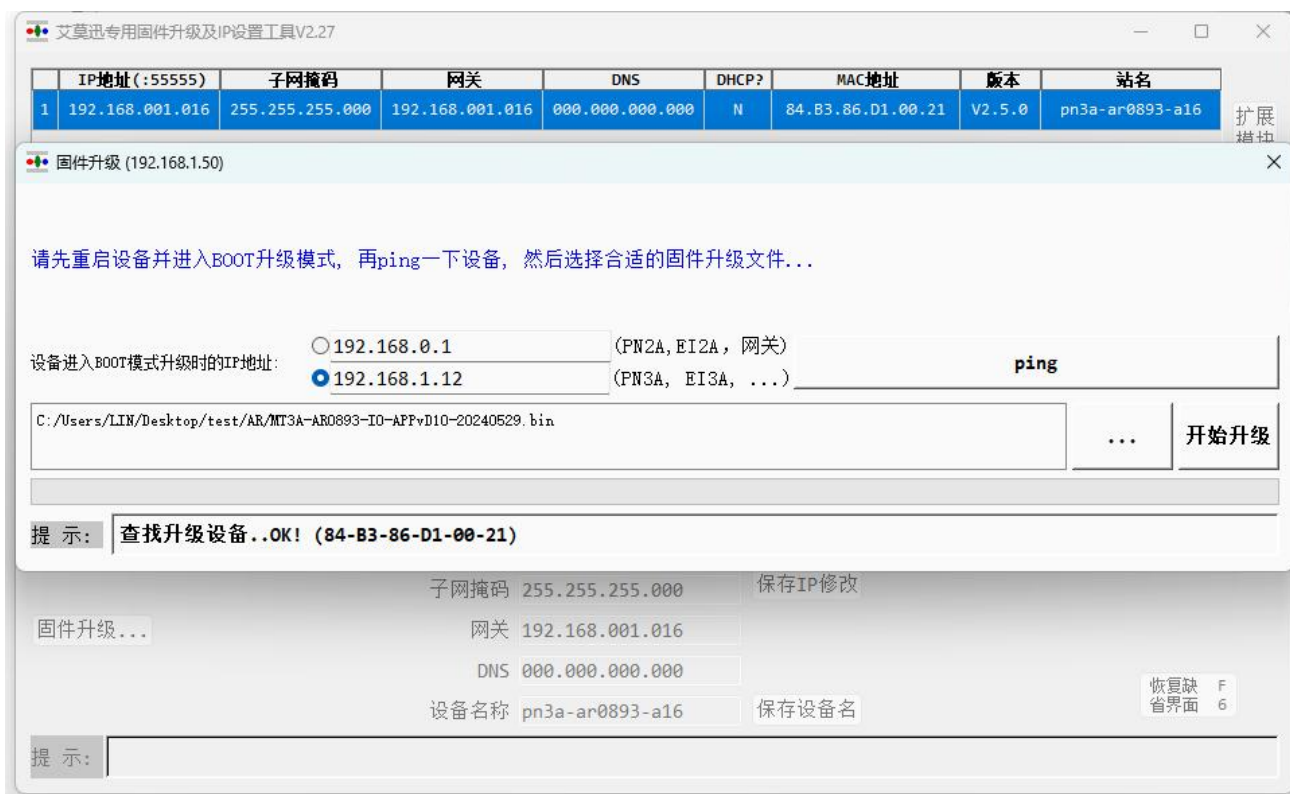 艾莫迅专用固件升级及IP设置工具V2.27
IP地址(:55555) 子网掩码 网关 DNS DHCP? MAC地址 版本 站名
1 192.168.001.016 255.255.255.000 192.168.001.016 000.000.000.000 N 84.B3.86.D1.00.21 V2.5.0 pn3a-ar0893-a16
扩展
模块
固件升级 (192.168.1.50)
请先重启设备并进入BOOT升级模式, 再ping一下设备, 然后选择合适的固件升级文件...
设备进入BOOT模式升级时的IP地址:
192.168.0.1 (PN2A,EI2A, 网关)
192.168.1.12 (PN3A, EI3A, ...)
ping
C:/Users/LIN/Desktop/test/AR/MT3A-AR0893-IO-APPvD10-20240529.bin
... 开始升级
提 示: 查找升级设备..OK! (84-B3-86-D1-00-21)
子网掩码 255.255.255.000 保存IP修改
固件升级... 网关 192.168.001.016
DNS 000.000.000.000
设备名称 pn3a-ar0893-a16 保存设备名
恢复缺 F
省界面 6
提 示: